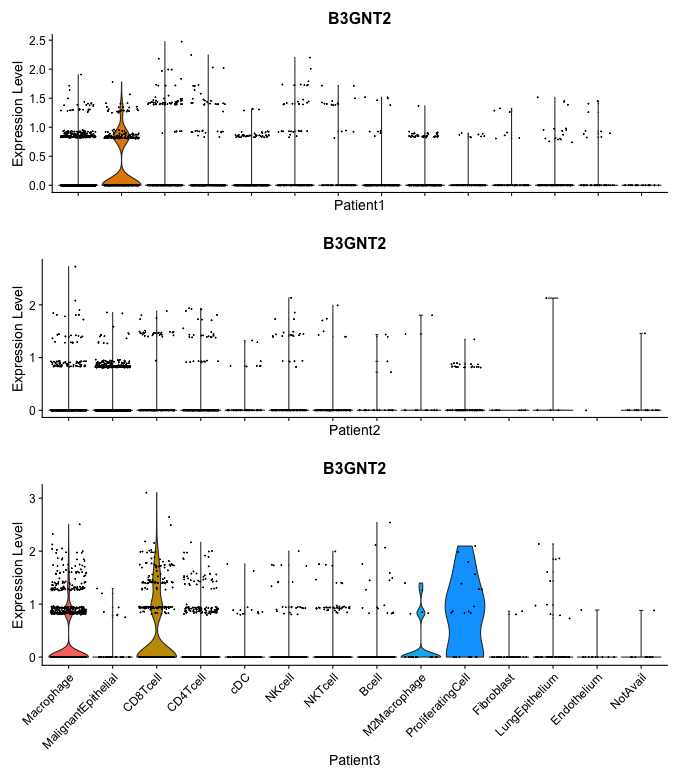 B3GNT2
Expression Level
2.5
2.0
1.5
1.0
0.5
0.0
Patient1
B3GNT2
Expression Level
2
1
0
Patient2
B3GNT2
Expression Level
3
2
1
0
Macrophage
MalignantEpithelial
CD8Tcell
CD4Tcell
cDC
NKcell
NKTcell
Bcell
M2Macrophage
ProliferatingCell
Fibroblast
LungEpithelium
Endothelium
NotAvail
Patient3